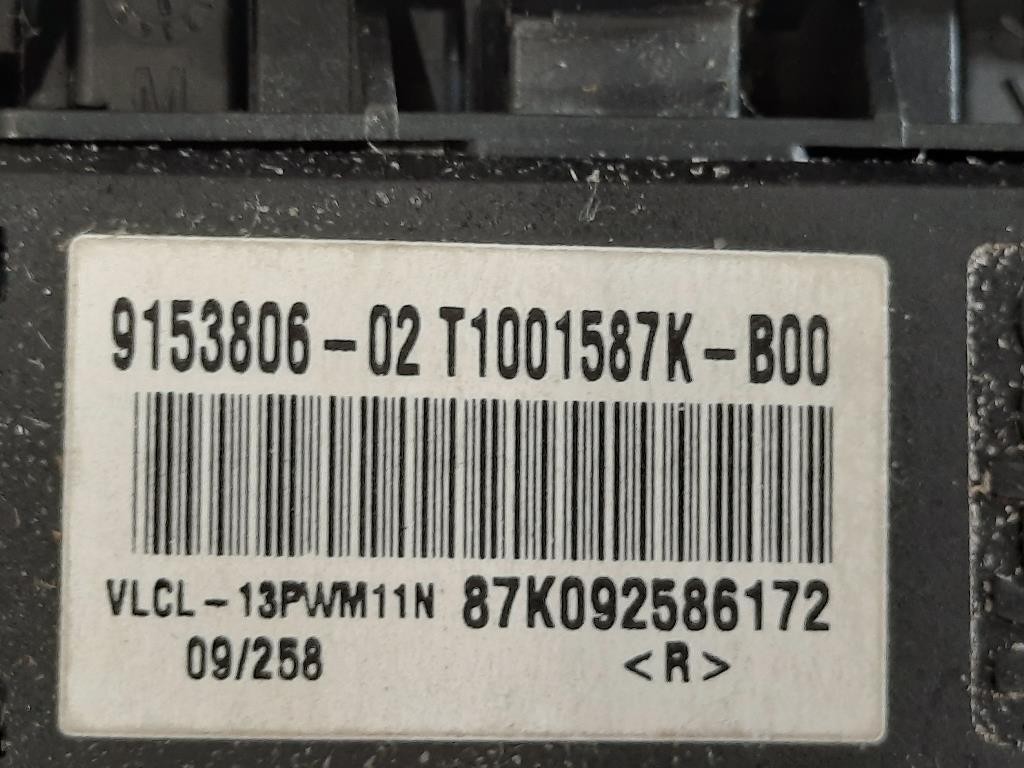 9153806-02 T1001587K-B00
VLCL-13PWM11N 87K092586172
09/258 <R>